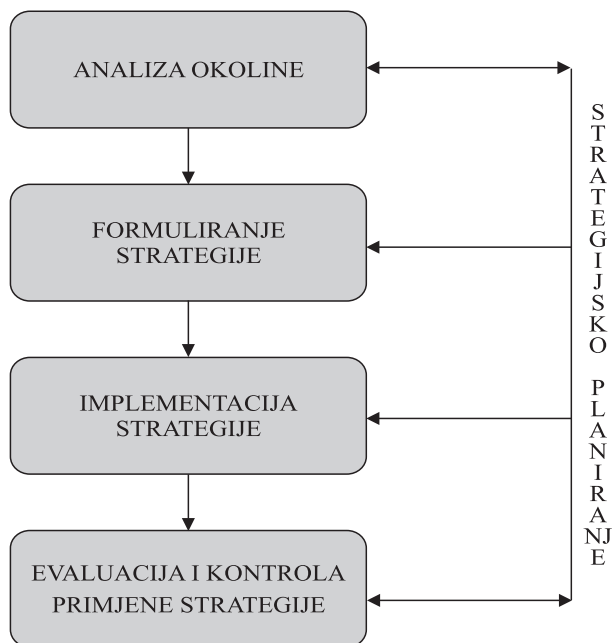 ANALIZA OKOLINE
FORMULIRANJE
STRATEGIJE
IMPLEMENTACIJA
STRATEGIJE
EVALUACIJA I KONTROLA
PRIMJENE STRATEGIJE
STRATEGIJSKO PLANIRANJE